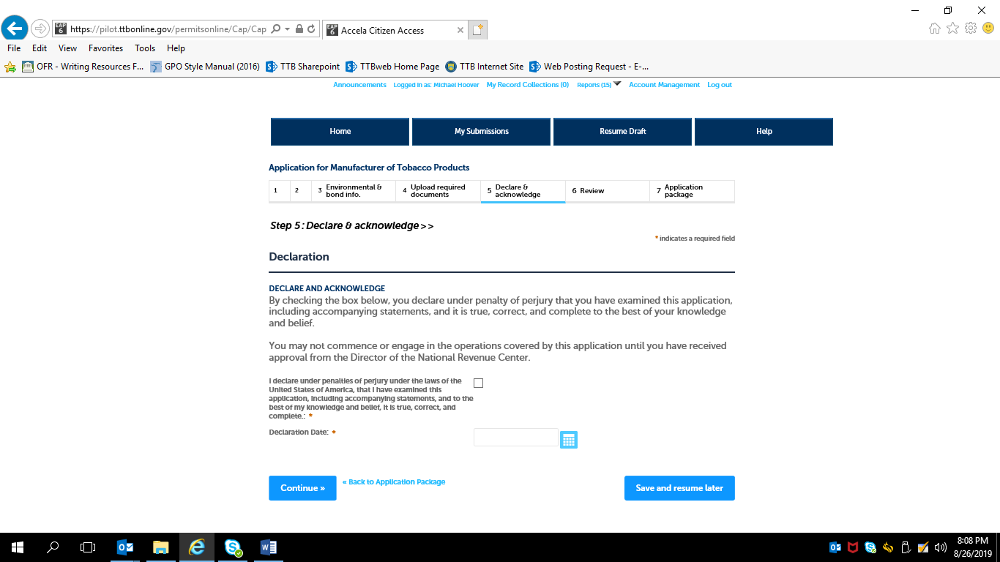 https://pilot.ttbonline.gov/permitsonline/Cap/Cap
EAP 6 Accela Citizen Access
File Edit View Favorites Tools Help
OFR - Writing Resources F... GPO Style Manual (2016) TTB Sharepoint TTBweb Home Page TTB Internet Site Web Posting Request - E-...
Announcements Logged in as: Michael Hoover My Record Collections (0) Reports (15) Account Management Log out
Home My Submissions Resume Draft Help
Application for Manufacturer of Tobacco Products
1 2 3 Environmental & bond info. 4 Upload required documents 5 Declare & acknowledge 6 Review 7 Application package
Step 5 : Declare & acknowledge >>
* indicates a required field
Declaration
DECLARE AND ACKNOWLEDGE
By checking the box below, you declare under penalty of perjury that you have examined this application,
including accompanying statements, and it is true, correct, and complete to the best of your knowledge
and belief.
You may not commence or engage in the operations covered by this application until you have received
approval from the Director of the National Revenue Center.
I declare under penalties of perjury under the laws of the
United States of America, that I have examined this
application, including accompanying statements, and to the
best of my knowledge and belief, it is true, correct, and
complete.: *
Declaration Date: *
Continue » « Back to Application Package Save and resume later
8:08 PM
8/26/2019